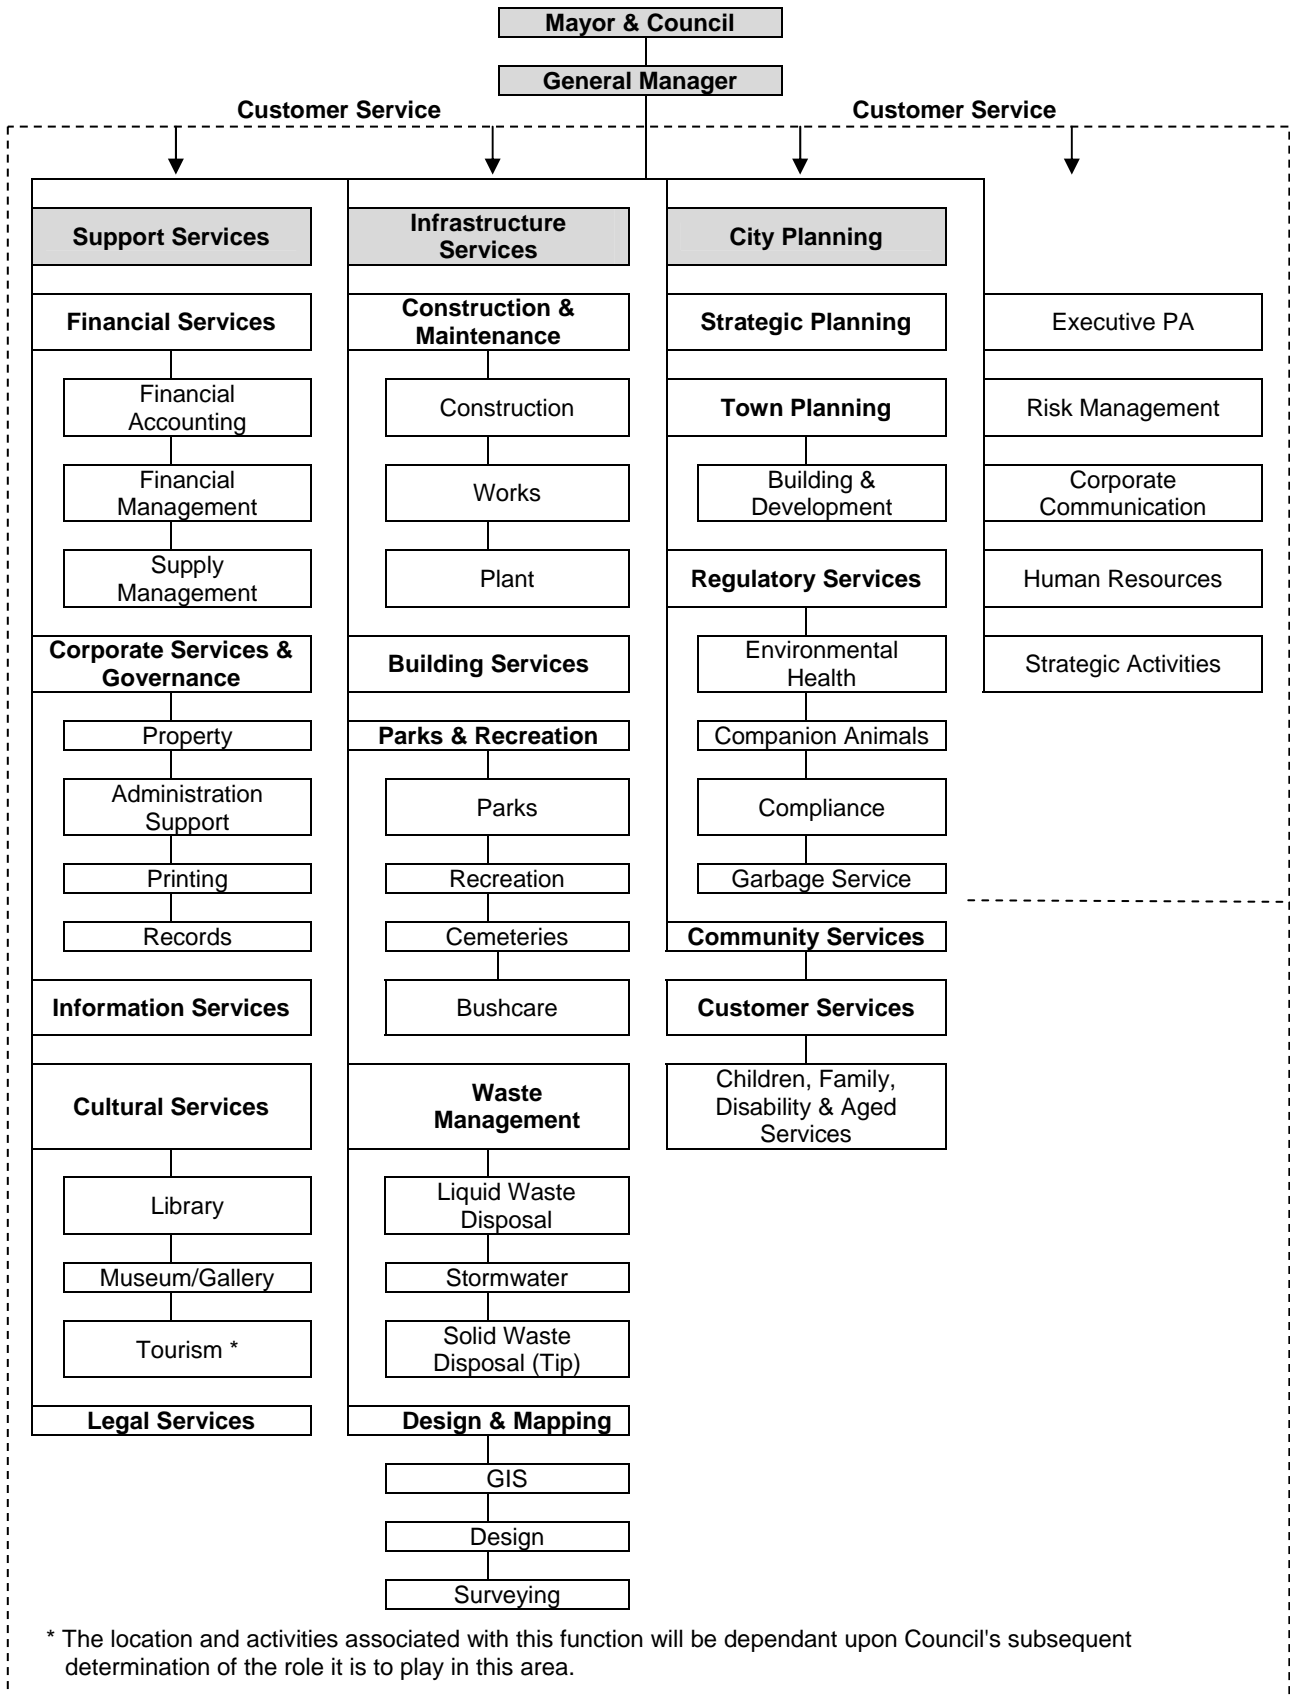 Mayor & Council
General Manager
Customer Service
Customer Service
Support Services
Financial Services
Financial
Accounting
Financial
Management
Supply
Management
Corporate Services &
Governance
Property
Administration
Support
Printing
Records
Information Services
Cultural Services
Library
Museum/Gallery
Tourism *
Legal Services
Infrastructure
Services
Construction &
Maintenance
Construction
Works
Plant
Building Services
Parks & Recreation
Parks
Recreation
Cemeteries
Bushcare
Waste
Management
Liquid Waste
Disposal
Stormwater
Solid Waste
Disposal (Tip)
Design & Mapping
GIS
Design
Surveying
City Planning
Strategic Planning
Town Planning
Building &
Development
Regulatory Services
Environmental
Health
Companion Animals
Compliance
Garbage Service
Community Services
Customer Services
Children, Family,
Disability & Aged
Services
Executive PA
Risk Management
Corporate
Communication
Human Resources
Strategic Activities
* The location and activities associated with this function will be dependant upon Council's subsequent
determination of the role it is to play in this area.